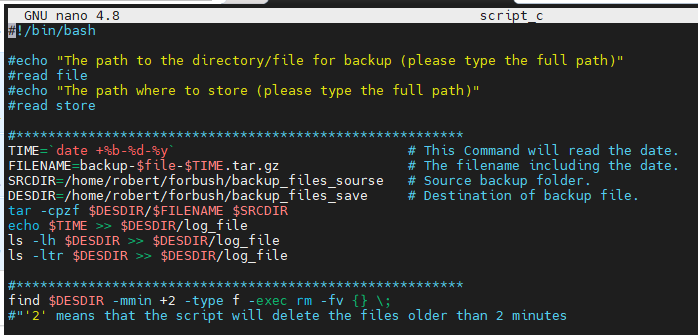 GNU nano 4.8 script_c
#!/bin/bash
#echo "The path to the directory/file for backup (please type the full path)"
#read file
#echo "The path where to store (please type the full path)"
#read store
#********************************************************
TIME=`date +%b-%d-%y` # This Command will read the date.
FILENAME=backup-$file-$TIME.tar.gz # The filename including the date.
SRCDIR=/home/robert/forbush/backup_files_sourse # Source backup folder.
DESDIR=/home/robert/forbush/backup_files_save # Destination of backup file.
tar -cpzf $DESDIR/$FILENAME $SRCDIR
echo $TIME >> $DESDIR/log_file
ls -lh $DESDIR >> $DESDIR/log_file
ls -ltr $DESDIR >> $DESDIR/log_file
#********************************************************
find $DESDIR -mmin +2 -type f -exec rm -fv {} \;
#"'2' means that the script will delete the files older than 2 minutes